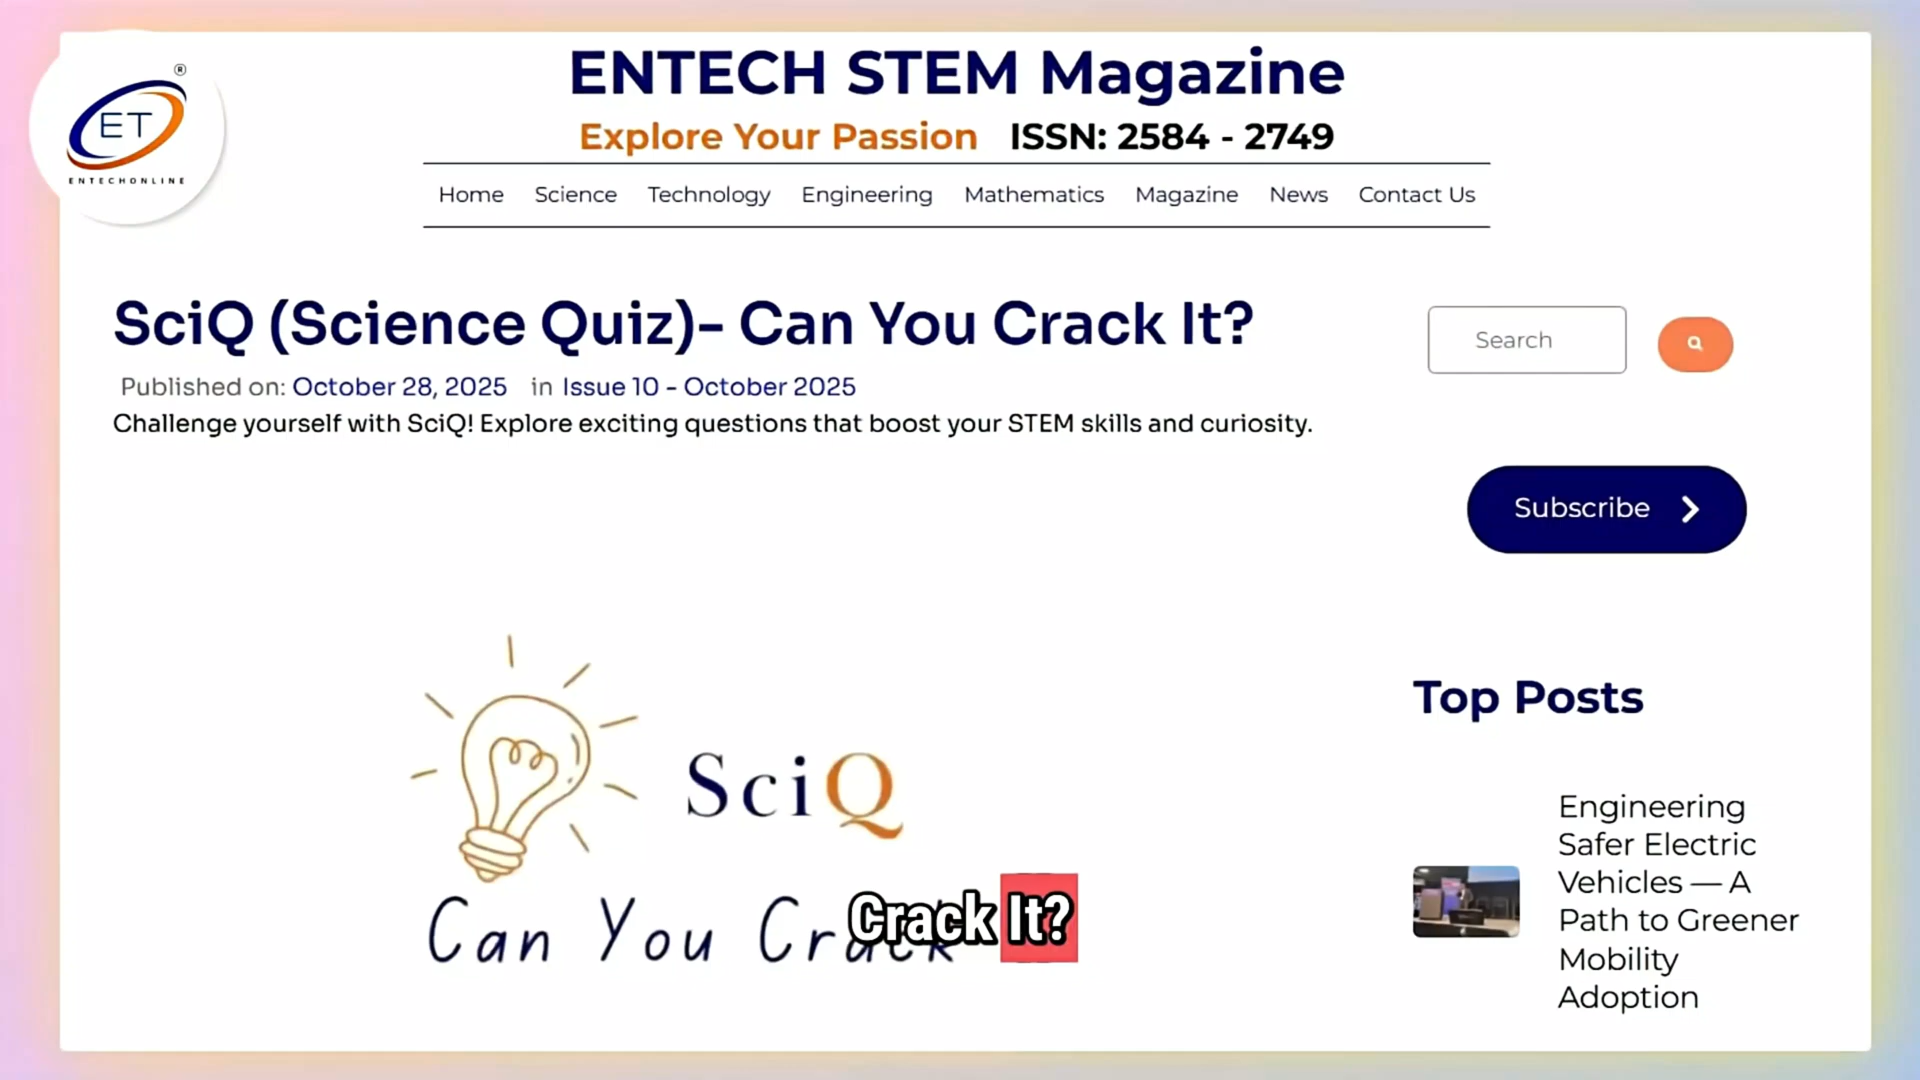 ENTECH STEM Magazine
Explore Your Passion ISSN: 2584 - 2749
®
ET
ENTECHONLINE
Home Science Technology Engineering Mathematics Magazine News Contact Us
SciQ (Science Quiz)- Can You Crack It?
Published on: October 28, 2025 in Issue 10 - October 2025
Challenge yourself with SciQ! Explore exciting questions that boost your STEM skills and curiosity.
Search
Subscribe
SciQ
Can You Crack
Crack It?
Top Posts
Engineering
Safer Electric
Vehicles — A
Path to Greener
Mobility
Adoption